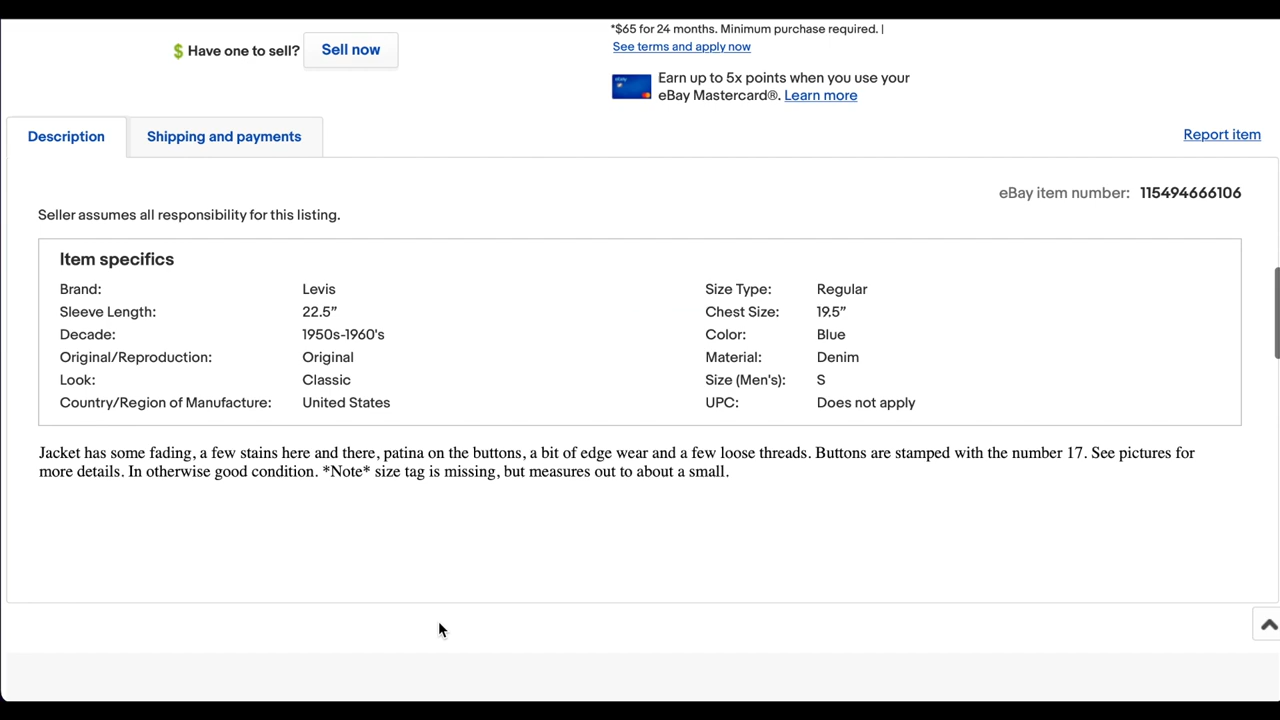 *$65 for 24 months. Minimum purchase required. |
See terms and apply now
Have one to sell? Sell now
Earn up to 5x points when you use your
eBay Mastercard®. Learn more
Description Shipping and payments Report item
eBay item number: 115494666106
Seller assumes all responsibility for this listing.
Item specifics
Brand: Levis Size Type: Regular
Sleeve Length: 22.5” Chest Size: 19.5”
Decade: 1950s-1960's Color: Blue
Original/Reproduction: Original Material: Denim
Look: Classic Size (Men's): S
Country/Region of Manufacture: United States UPC: Does not apply
Jacket has some fading, a few stains here and there, patina on the buttons, a bit of edge wear and a few loose threads. Buttons are stamped with the number 17. See pictures for
more details. In otherwise good condition. *Note* size tag is missing, but measures out to about a small.